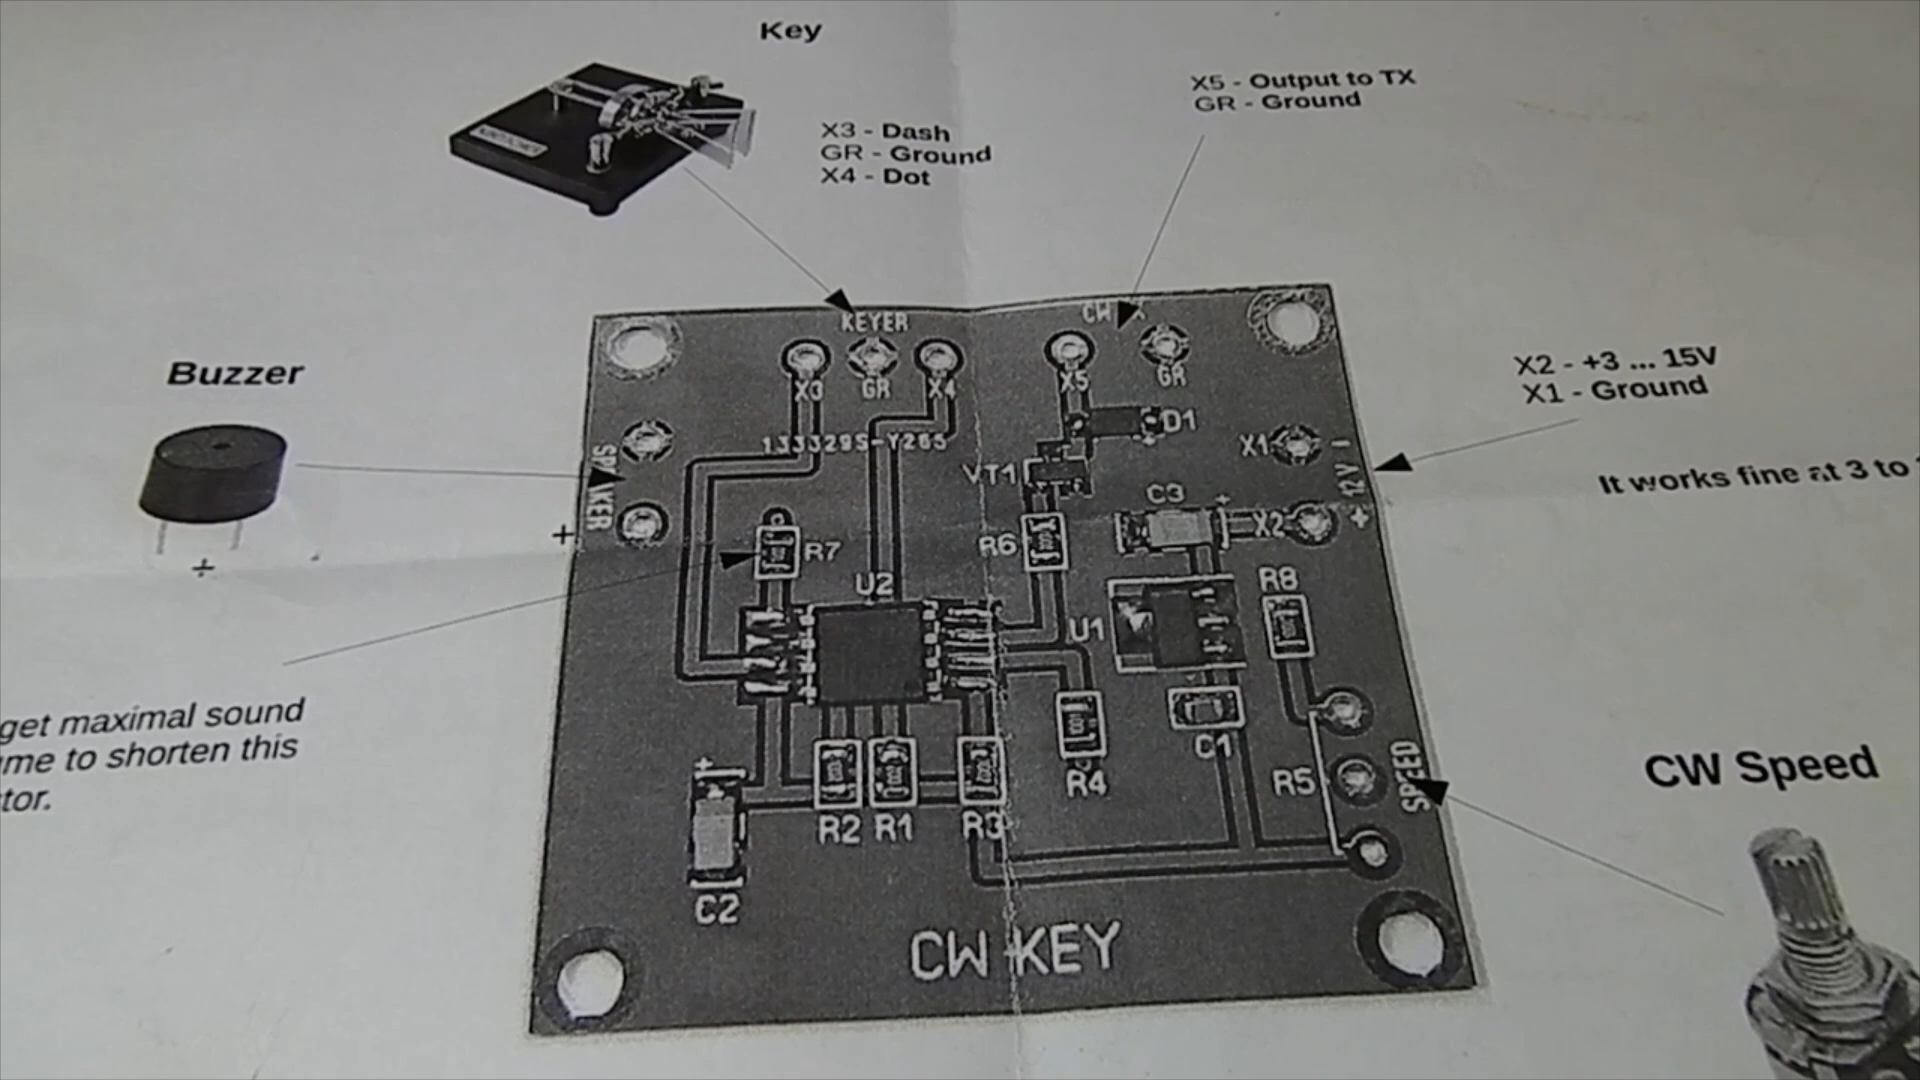 Key
X5 - Output to TX
GR - Ground
X3 - Dash
GR - Ground
X4 - Dot
KEYER
CW
X3
GR
X4
X5
GR
Buzzer
X2 - +3 ... 15V
X1 - Ground
D1
133329S-Y265
X1
12V
VT1
It works fine at 3 to
C3
+
X2
+
+
R7
R6
U2
R8
U1
get maximal sound
me to shorten this
tor.
C1
R4
R5
SPEED
CW Speed
+
R2
R1
R3
C2
CW KEY